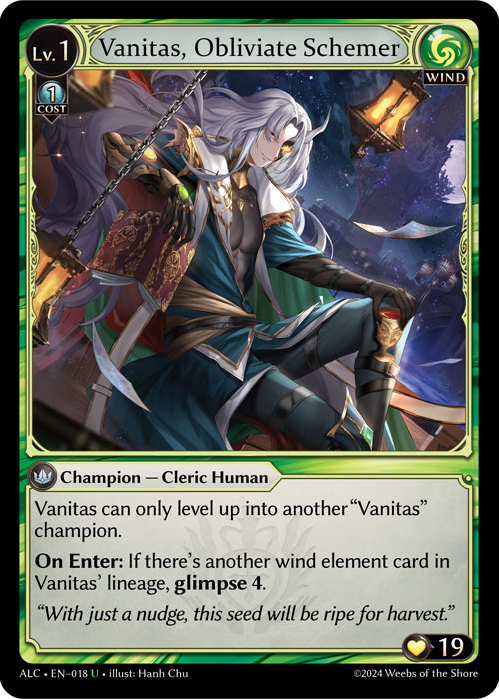 Lv. 1
Vanitas, Obliviate Schemer
WIND
1
COST
Champion — Cleric Human
Vanitas can only level up into another “Vanitas”
champion.
On Enter: If there's another wind element card in
Vanitas' lineage, glimpse 4.
“With just a nudge, this seed will be ripe for harvest.”
19
ALC • EN–018 U • illust: Hanh Chu
©2024 Weebs of the Shore